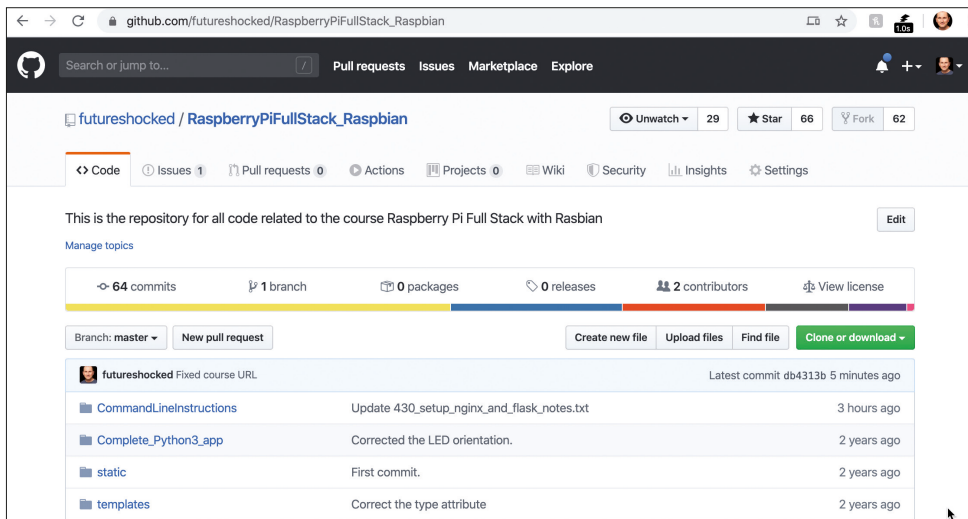 github.com/futureshocked/RaspberryPiFullStack_Raspbian
1.0s
Search or jump to... / Pull requests Issues Marketplace Explore
futureshocked / RaspberryPiFullStack_Raspbian Unwatch 29 Star 66 Fork 62
Code Issues 1 Pull requests 0 Actions Projects 0 Wiki Security Insights Settings
This is the repository for all code related to the course Raspberry Pi Full Stack with Rasbian Edit
Manage topics
64 commits 1 branch 0 packages 0 releases 2 contributors View license
Branch: master New pull request Create new file Upload files Find file Clone or download
futureshocked Fixed course URL Latest commit db4313b 5 minutes ago
CommandLineInstructions Update 430_setup_nginx_and_flask_notes.txt 3 hours ago
Complete_Python3_app Corrected the LED orientation. 2 years ago
static First commit. 2 years ago
templates Correct the type attribute 2 years ago